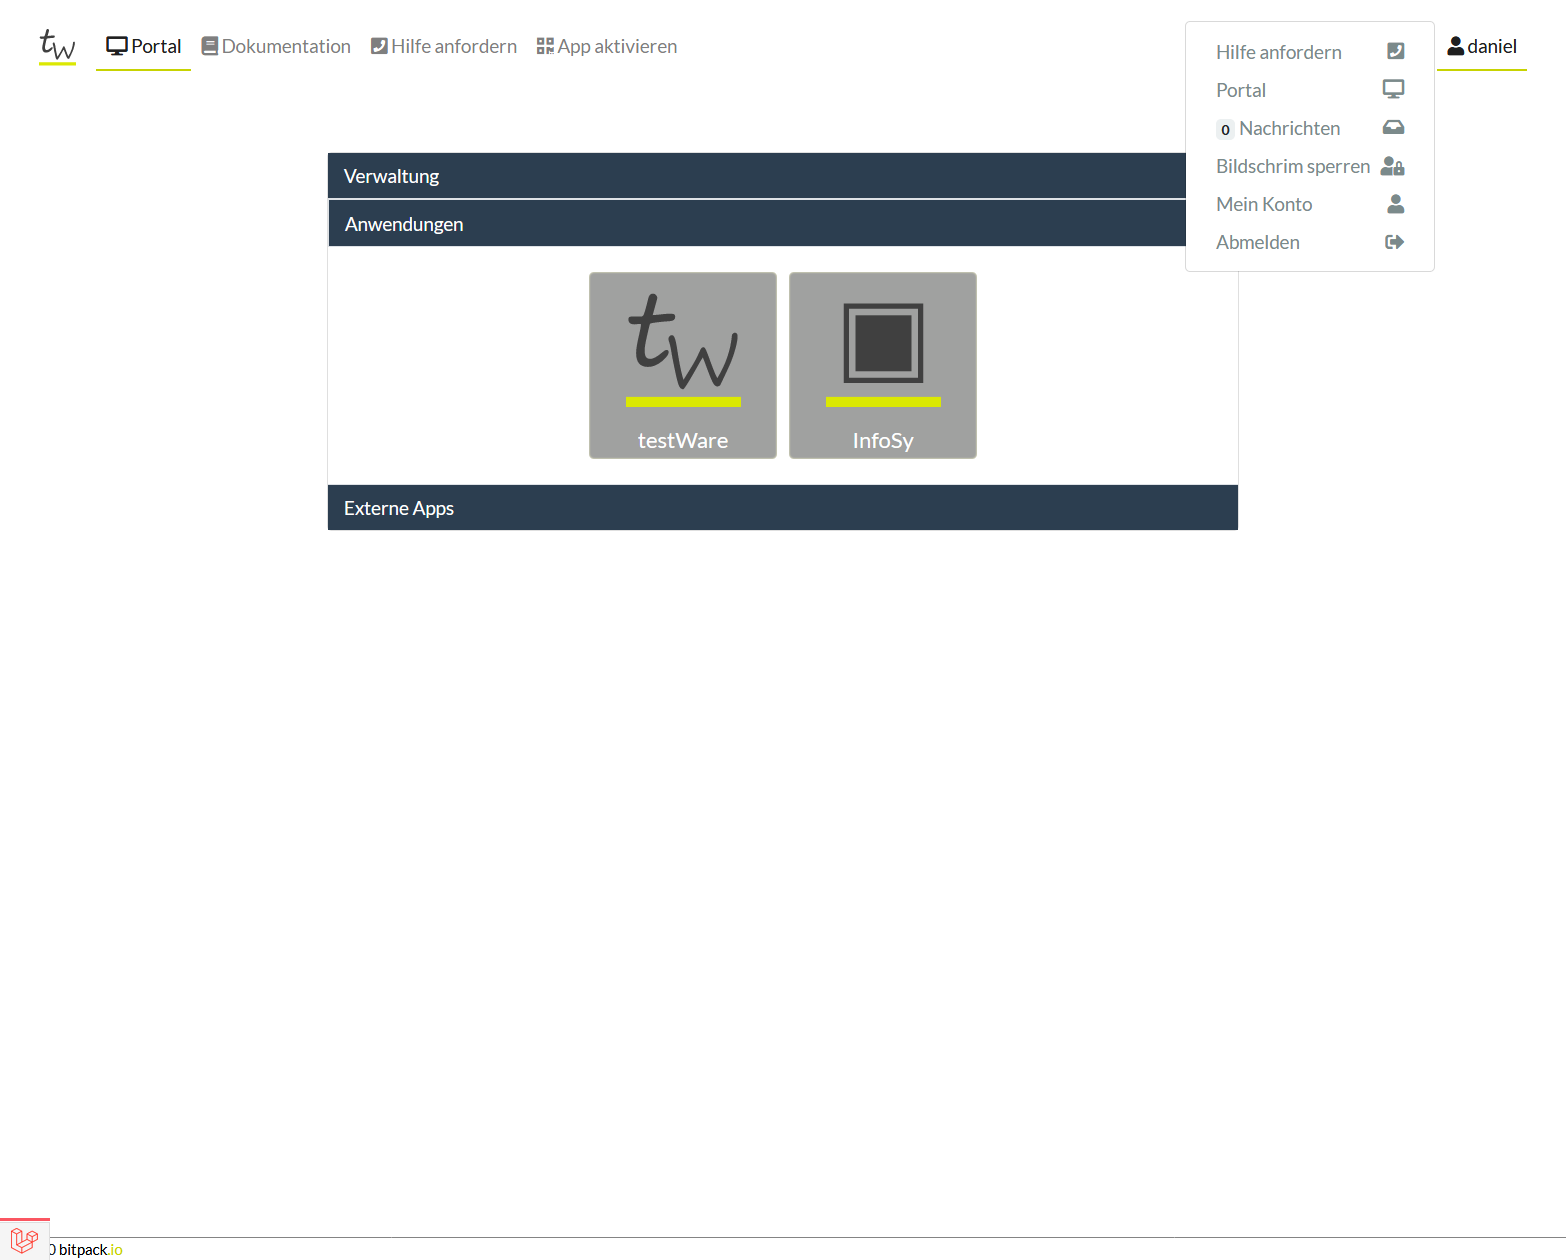 tw Portal Dokumentation Hilfe anfordern App aktivieren daniel
Hilfe anfordern
Portal
0 Nachrichten
Bildschrim sperren
Mein Konto
Abmelden
Verwaltung
Anwendungen
tw
testWare InfoSy
Externe Apps
0 bitpack.io